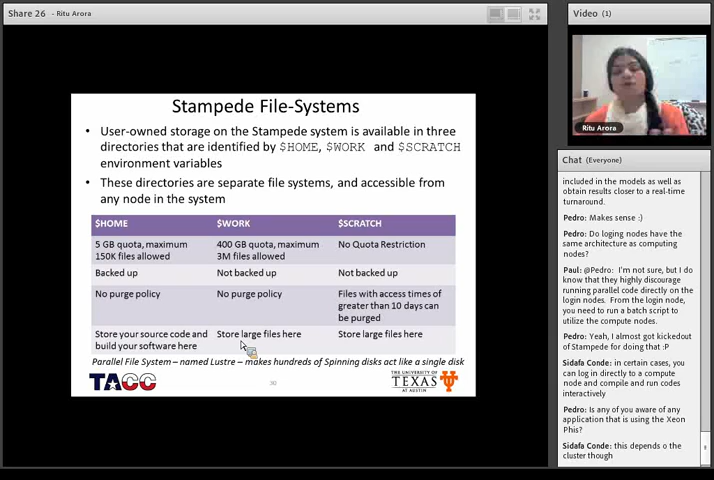 Share 26 - Ritu Arora
Video (1)
Ritu Arora
Stampede File-Systems
• User-owned storage on the Stampede system is available in three
directories that are identified by $HOME, $WORK and $SCRATCH
environment variables
• These directories are separate file systems, and accessible from
any node in the system
$HOME $WORK $SCRATCH
5 GB quota, maximum
150K files allowed
400 GB quota, maximum
3M files allowed
No Quota Restriction
Backed up Not backed up Not backed up
No purge policy No purge policy
Files with access times of
greater than 10 days can
be purged
Store your source code and
build your software here
Store large files here
Store large files here
Parallel File System – named Lustre – makes hundreds of Spinning disks act like a single disk
TACC
30
THE UNIVERSITY OF
TEXAS
AT AUSTIN
Chat (Everyone)
included in the models as well as
obtain results closer to a real-time
turnaround.
Pedro: Makes sense :)
Pedro: Do loging nodes have the
same architecture as computing
nodes?
Paul: @Pedro: I'm not sure, but I do
know that they highly discourage
running parallel code directly on the
login nodes. From the login node,
you need to run a batch script to
utilize the compute nodes.
Pedro: Yeah, I almost got kickedout
of Stampede for doing that :P
Sidafa Conde: in certain cases, you
can log in directly to a compute
node and compile and run codes
interactively
Pedro: Is any of you aware of any
application that is using the Xeon
Phis?
Sidafa Conde: this depends o the
cluster though